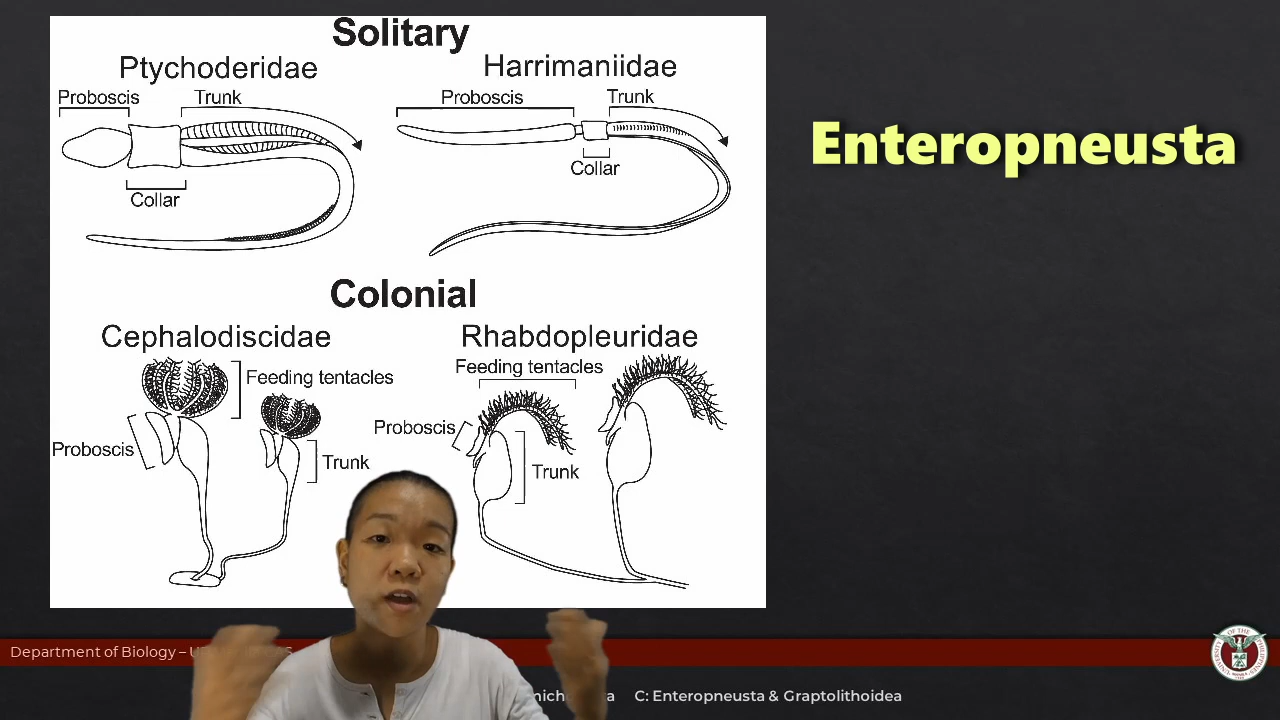 Solitary
Ptychoderidae
Harrimaniidae
Proboscis
Trunk
Proboscis
Trunk
Collar
Collar
Enteropneusta
Colonial
Cephalodiscidae
Rhabdopleuridae
Feeding tentacles
Feeding tentacles
Proboscis
Proboscis
Trunk
Trunk
Department of Biology –
C: Enteropneusta & Graptolithoidea